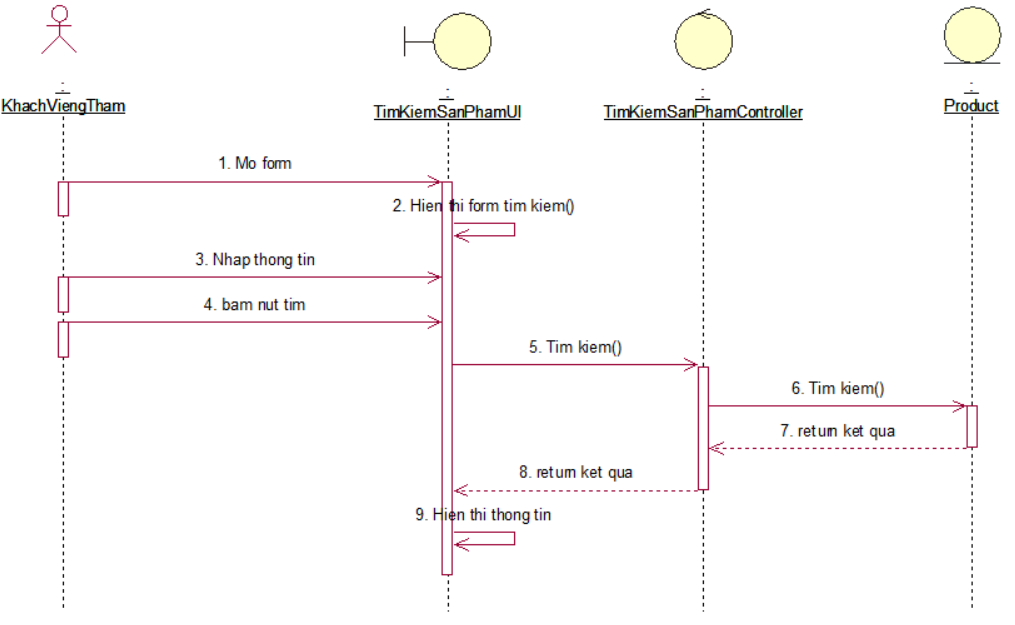 KhachViengTham
TimKiemSanPhamUI
TimKiemSanPhamController
Product
1. Mo form
2. Hien thi form tim kiem()
3. Nhap thong tin
4. bam nut tim
5. Tim kiem()
6. Tim kiem()
7. return ket qua
8. return ket qua
9. Hien thi thong tin